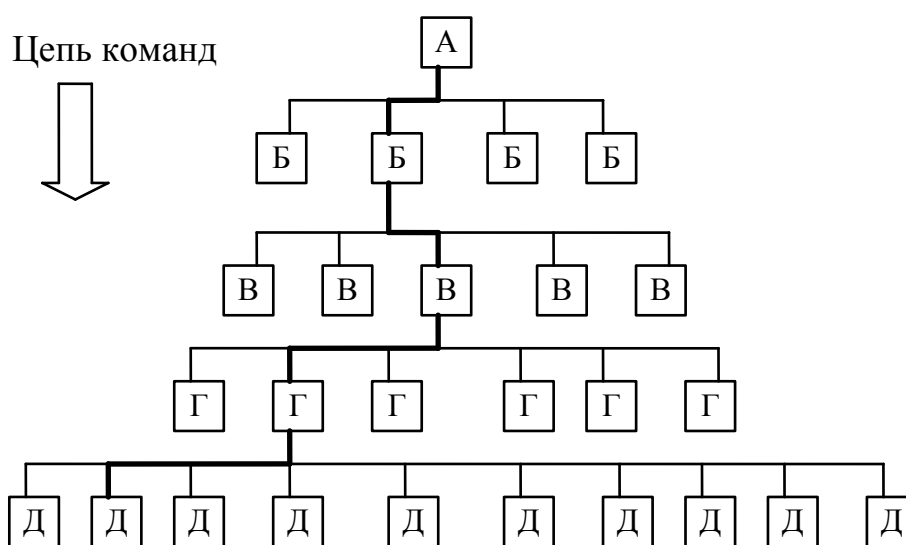 А
Цепь команд
Б Б Б Б
В В В В В
Г Г Г Г Г Г
Д Д Д Д Д Д Д Д Д Д